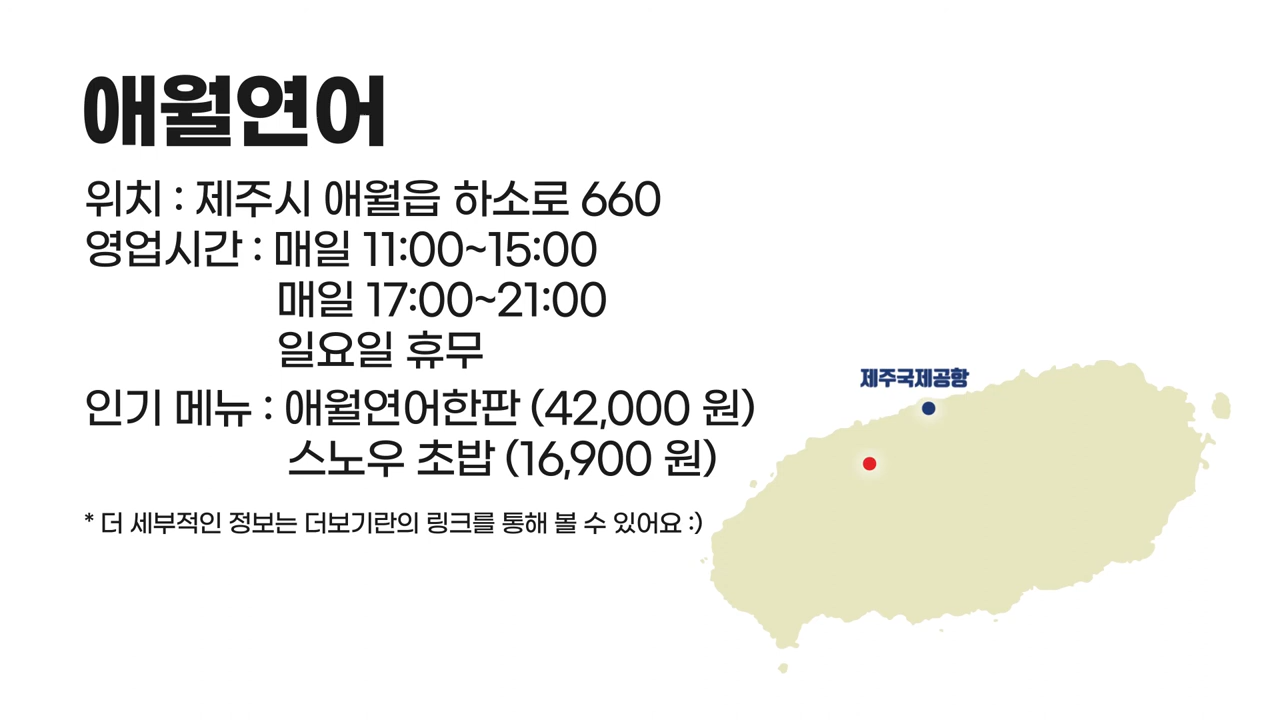 애월연어
위치 : 제주시 애월읍 하소로 660
영업시간 : 매일 11:00~15:00
매일 17:00~21:00
일요일 휴무
인기 메뉴 : 애월연어한판 (42,000 원)
스노우 초밥 (16,900 원)
* 더 세부적인 정보는 더보기란의 링크를 통해 볼 수 있어요 :)
제주국제공항